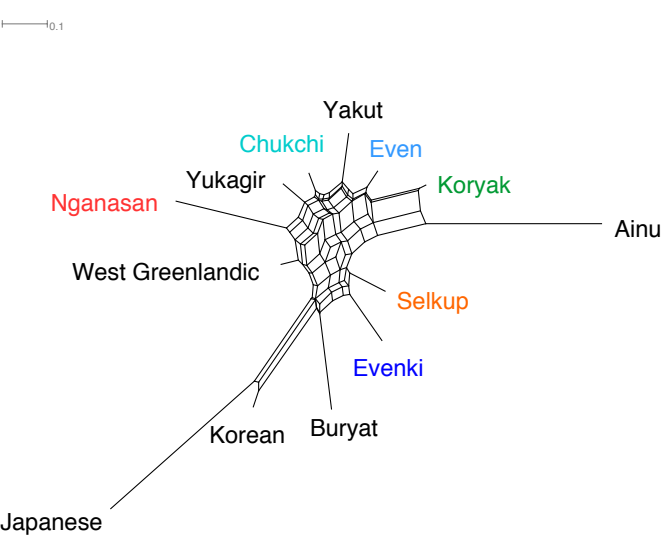 0.1
Yakut
Chukchi
Even
Yukagir
Koryak
Nganasan
Ainu
West Greenlandic
Selkup
Evenki
Korean
Buryat
Japanese